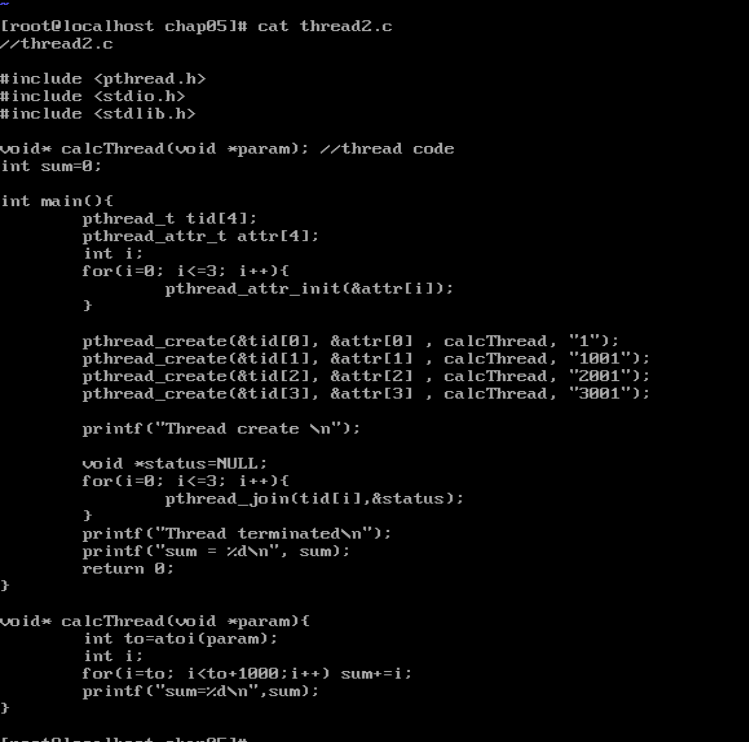 [root@localhost chap05]# cat thread2.c
//thread2.c
#include <pthread.h>
#include <stdio.h>
#include <stdlib.h>
void* calcThread(void *param); //thread code
int sum=0;
int main(){
pthread_t tid[4];
pthread_attr_t attr[4];
int i;
for(i=0; i<=3; i++){
pthread_attr_init(&attr[i]);
}
pthread_create(&tid[0], &attr[0] , calcThread, "1");
pthread_create(&tid[1], &attr[1] , calcThread, "1001");
pthread_create(&tid[2], &attr[2] , calcThread, "2001");
pthread_create(&tid[3], &attr[3] , calcThread, "3001");
printf("Thread create \n");
void *status=NULL;
for(i=0; i<=3; i++){
pthread_join(tid[i],&status);
}
printf("Thread terminated\n");
printf("sum = %d\n", sum);
return 0;
}
void* calcThread(void *param){
int to=atoi(param);
int i;
for(i=to; i<to+1000;i++) sum+=i;
printf("sum=%d\n",sum);
}
[root@localhost chap05]#